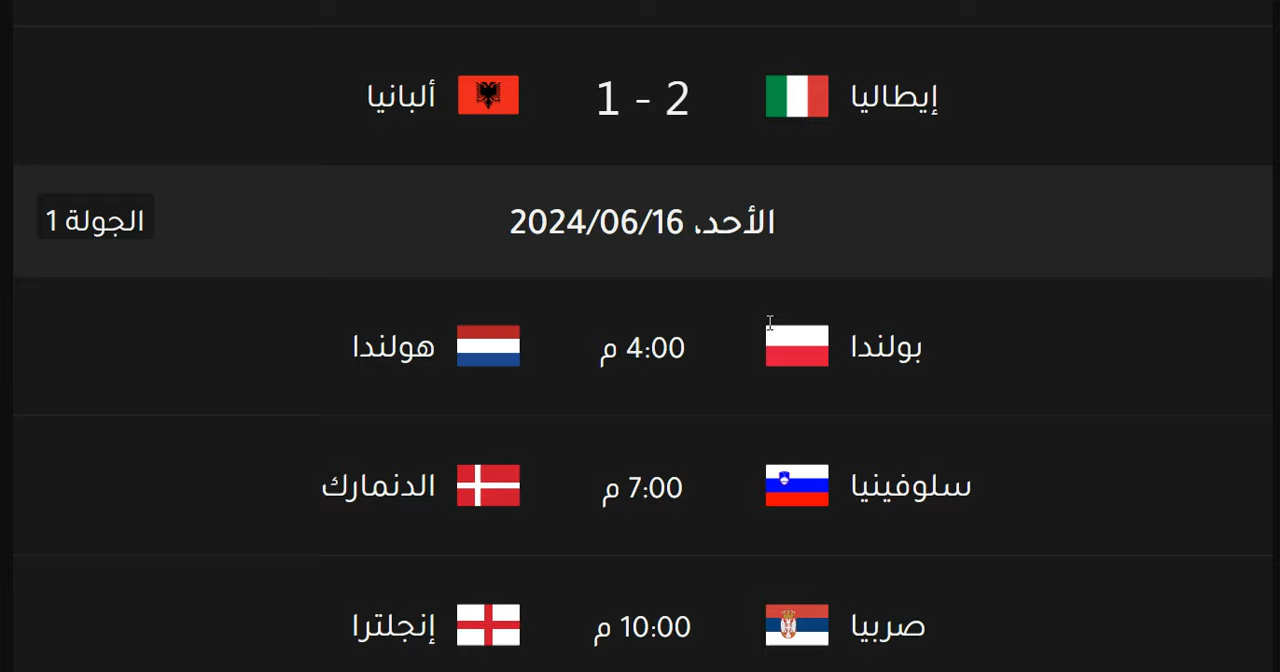 إيطاليا 2 - 1 ألبانيا
الأحد، 2024/06/16 الجولة 1
بولندا 4:00 م هولندا
سلوفينيا 7:00 م الدنمارك
صربيا 10:00 م إنجلترا